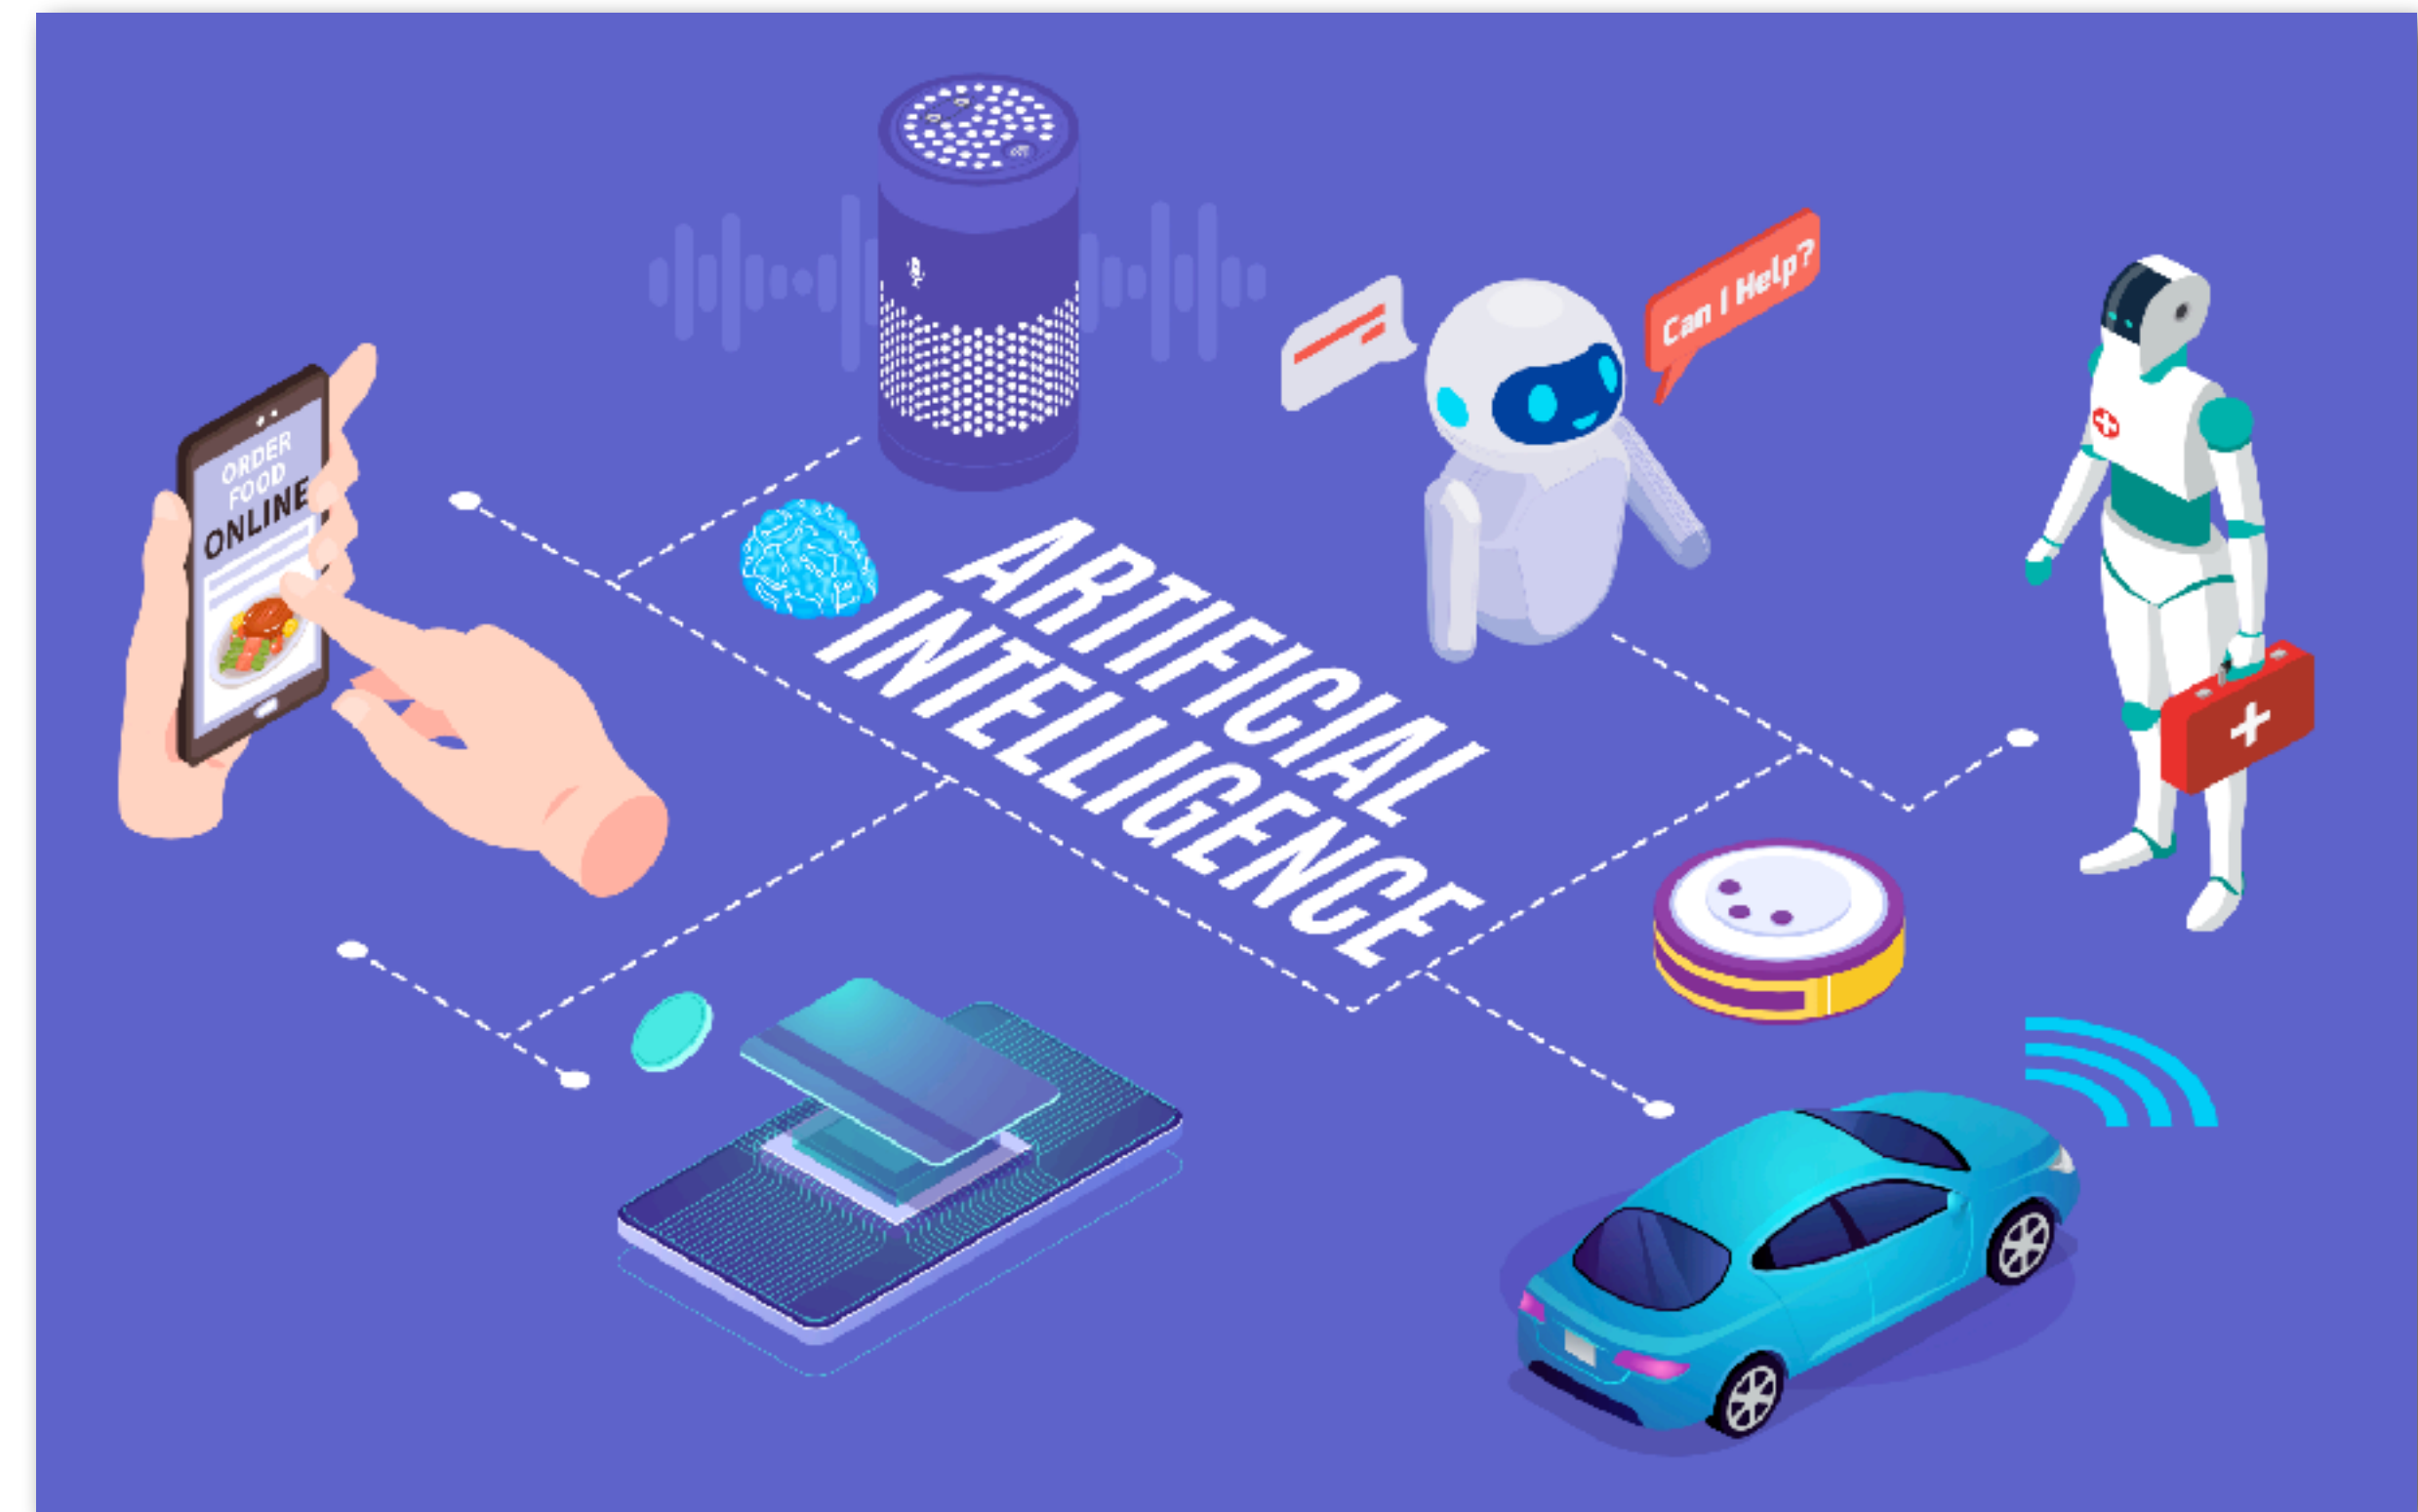 ORDER
FOOD
ONLINE
Can I Help?
ARTIFICIAL
INTELLIGENCE